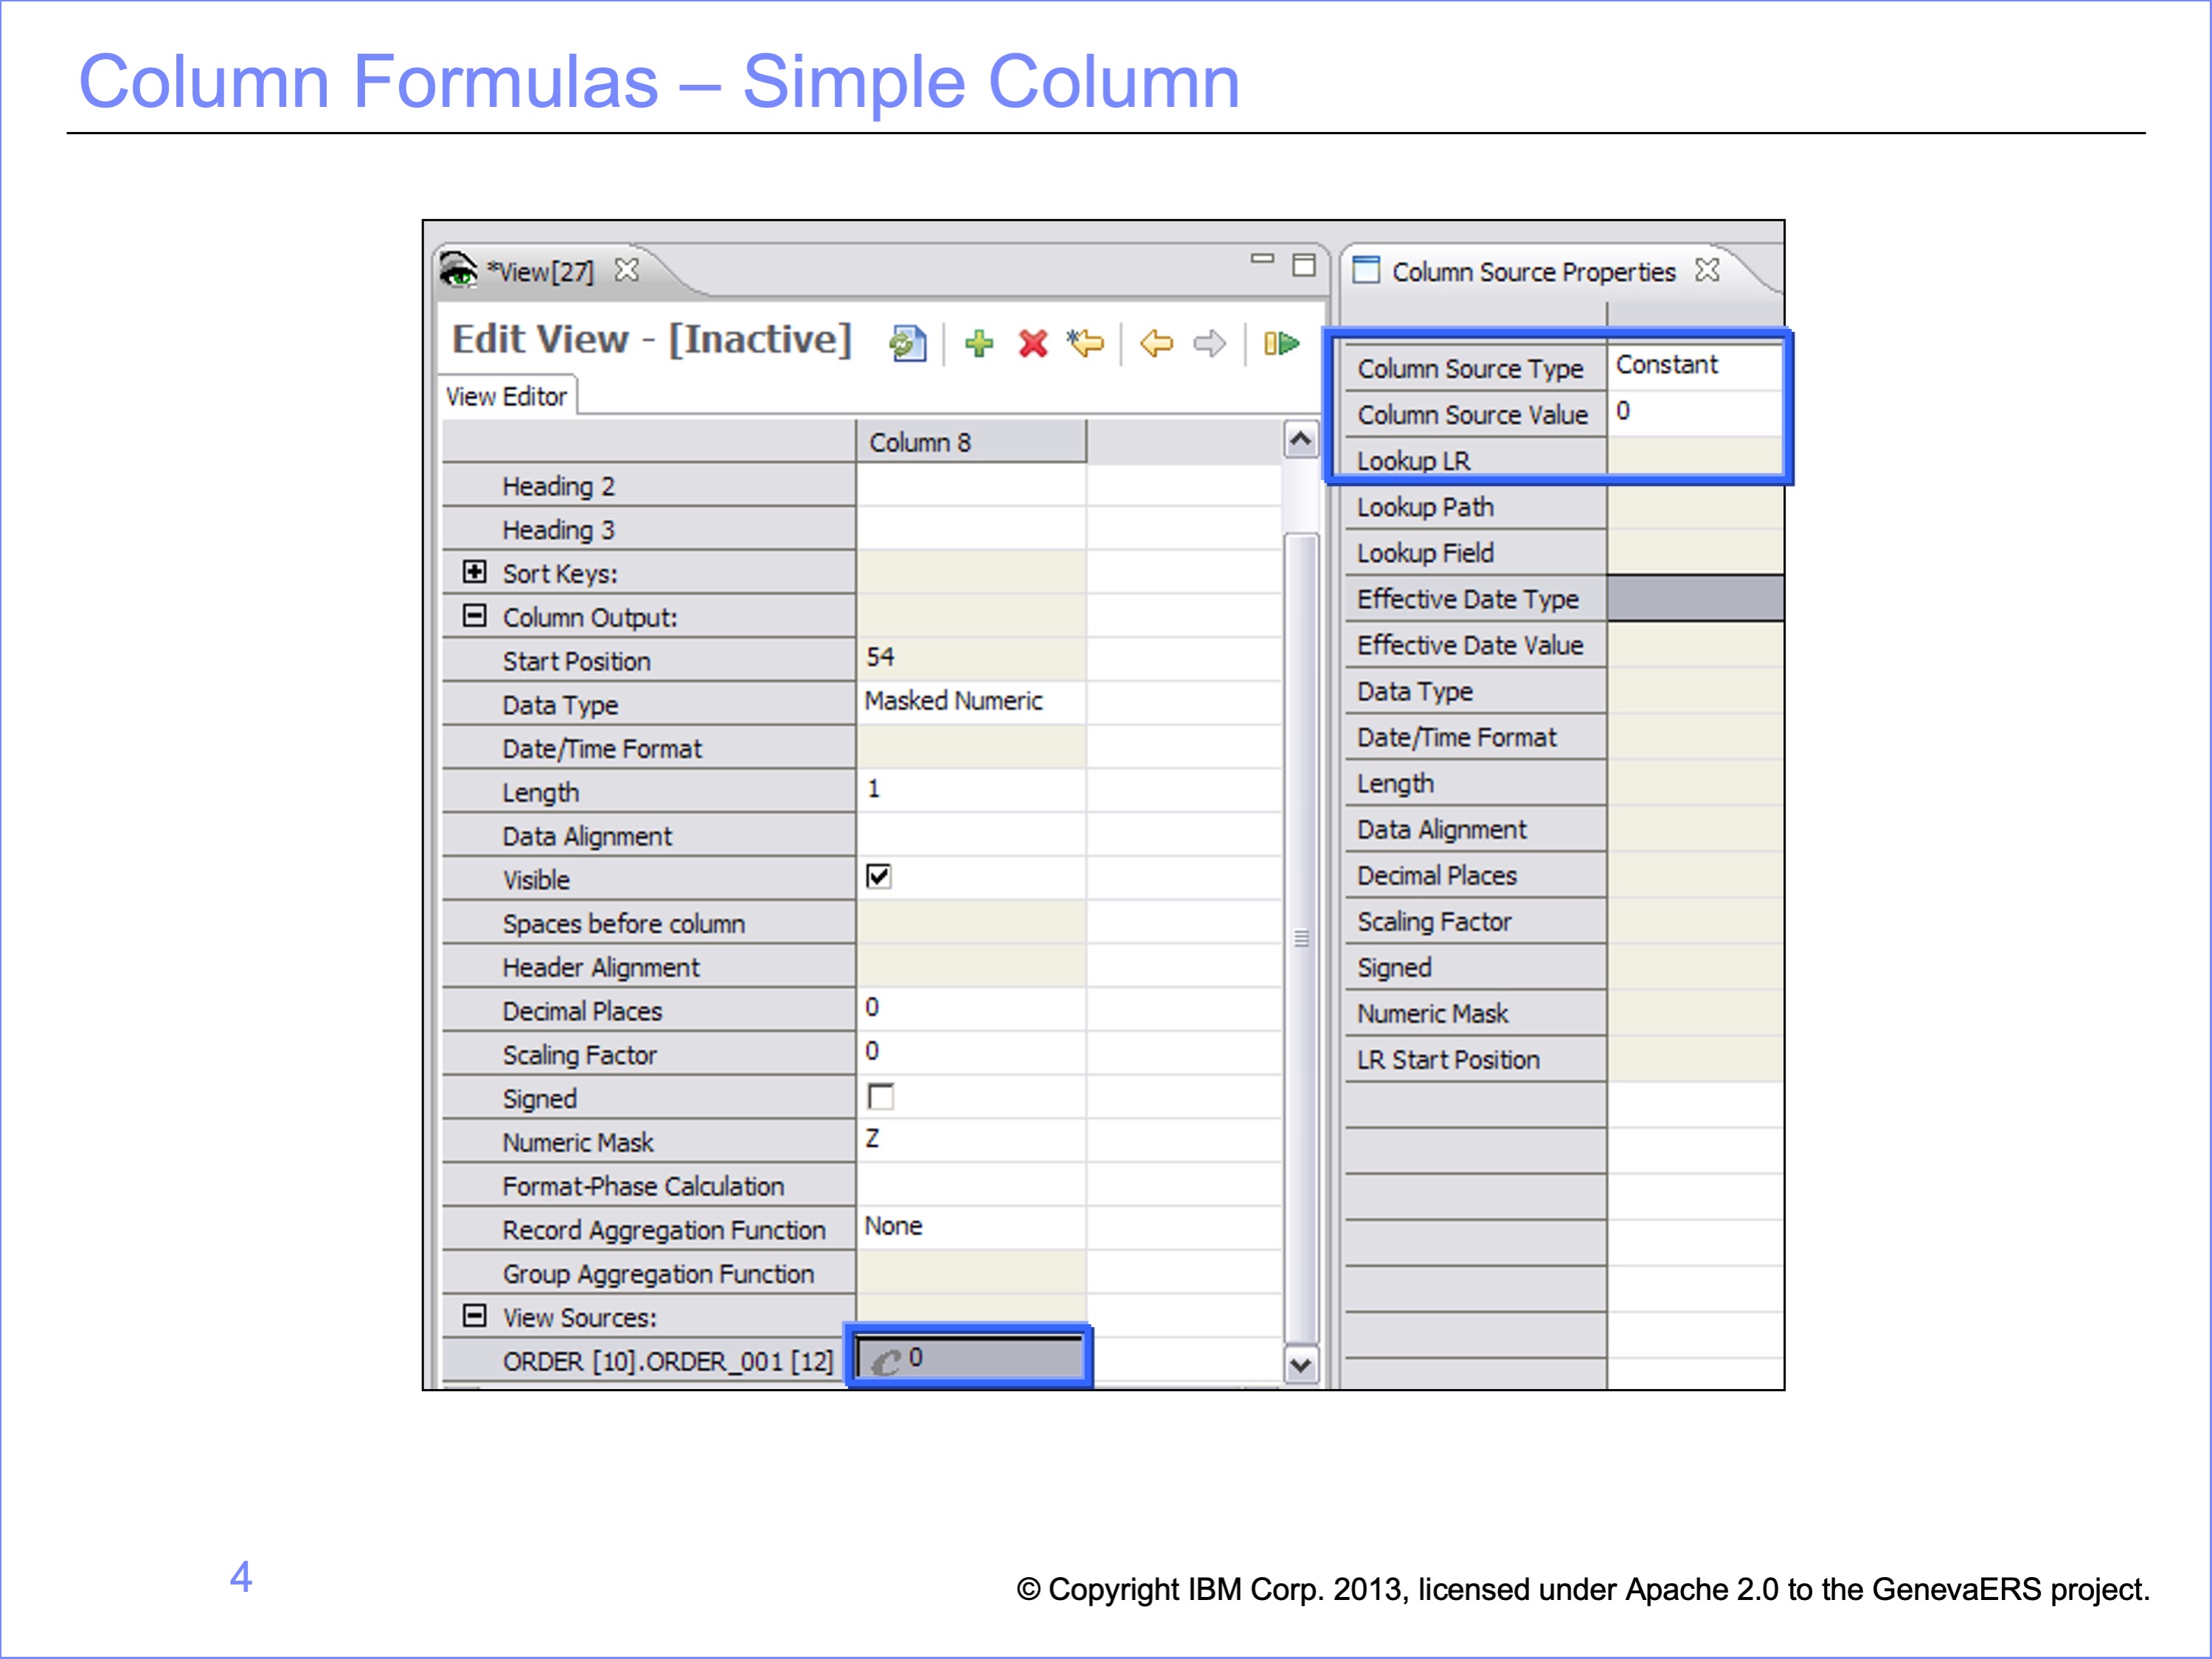 Column Formulas – Simple Column
*View[27]
Edit View - [Inactive]
View Editor
Column 8
Heading 2
Heading 3
Sort Keys:
Column Output:
Start Position 54
Data Type Masked Numeric
Date/Time Format
Length 1
Data Alignment
Visible
Spaces before column
Header Alignment
Decimal Places 0
Scaling Factor 0
Signed
Numeric Mask Z
Format-Phase Calculation
Record Aggregation Function None
Group Aggregation Function
View Sources:
ORDER [10].ORDER_001 [12] C 0
Column Source Properties
Column Source Type Constant
Column Source Value 0
Lookup LR
Lookup Path
Lookup Field
Effective Date Type
Effective Date Value
Data Type
Date/Time Format
Length
Data Alignment
Decimal Places
Scaling Factor
Signed
Numeric Mask
LR Start Position
4
© Copyright IBM Corp. 2013, licensed under Apache 2.0 to the GenevaERS project.